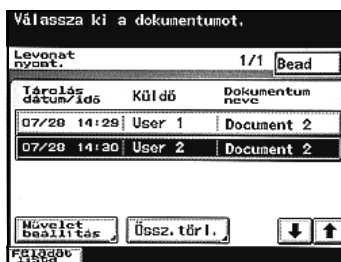 Válassza ki a dokumentumot.
Levonat nyomt. 1/1 Bead
Tárolás dátum/idő Küldő Dokumentum neve
07/28 14:29 User 1 Document 2
07/28 14:30 User 2 Document 2
Művelet beállítás Össz.törl.
Feladat lista